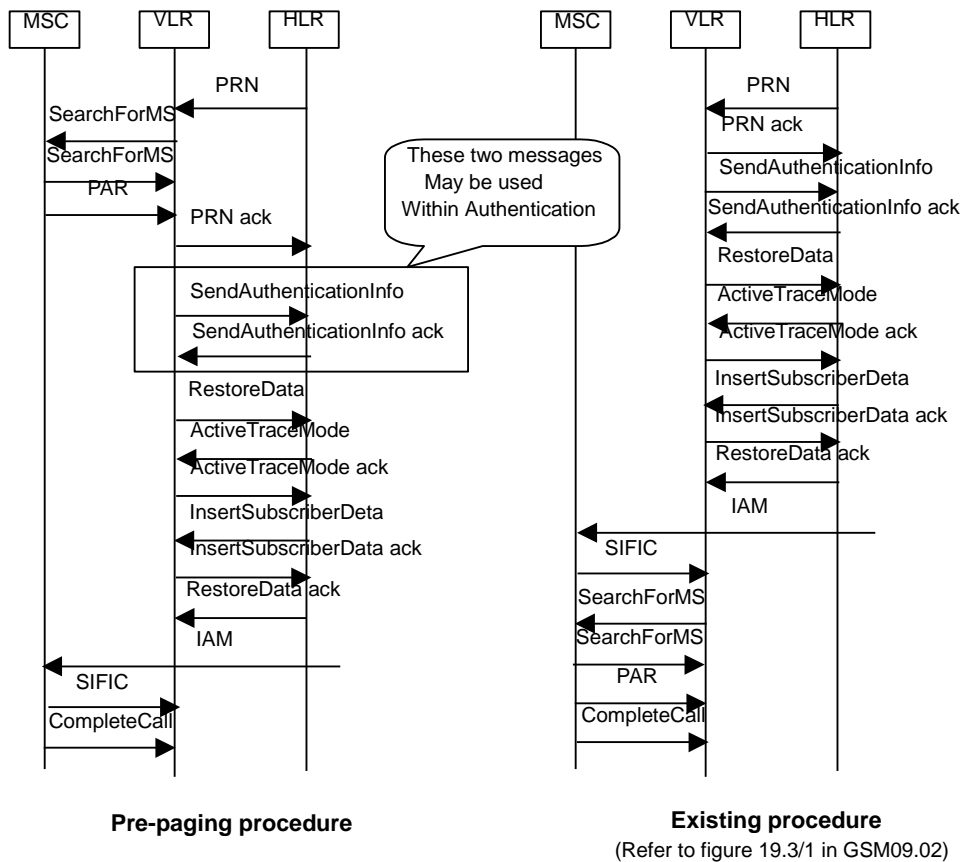 MSC VLR HLR
PRN
SearchForMS
SearchForMS
PAR
PRN ack
These two messages
May be used
Within Authentication
SendAuthenticationInfo
SendAuthenticationInfo ack
RestoreData
ActiveTraceMode
ActiveTraceMode ack
InsertSubscriberDeta
InsertSubscriberData ack
RestoreData ack
IAM
SIFIC
CompleteCall
Pre-paging procedure
MSC VLR HLR
PRN
PRN ack
SendAuthenticationInfo
SendAuthenticationInfo ack
RestoreData
ActiveTraceMode
ActiveTraceMode ack
InsertSubscriberDeta
InsertSubscriberData ack
RestoreData ack
IAM
SIFIC
SearchForMS
SearchForMS
PAR
CompleteCall
Existing procedure
(Refer to figure 19.3/1 in GSM09.02)